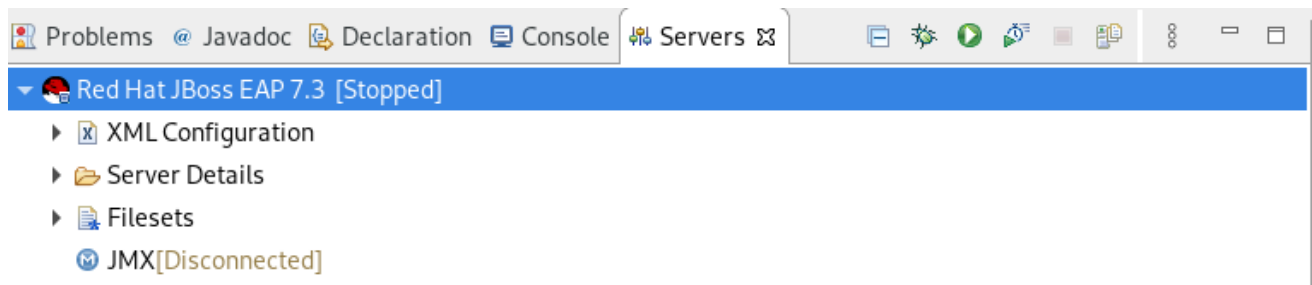 Problems @ Javadoc Declaration Console Servers
Red Hat JBoss EAP 7.3 [Stopped]
XML Configuration
Server Details
Filesets
JMX[Disconnected]